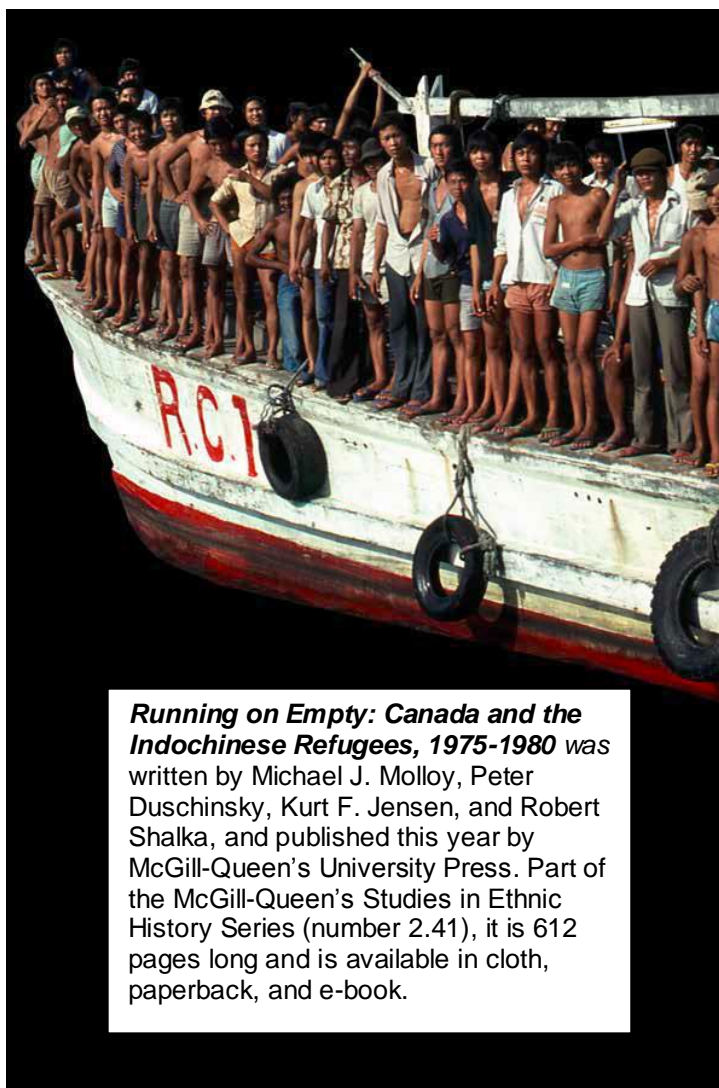 R.C.1
Running on Empty: Canada and the
Indochinese Refugees, 1975-1980 was
written by Michael J. Molloy, Peter
Duschinsky, Kurt F. Jensen, and Robert
Shalka, and published this year by
McGill-Queen’s University Press. Part of
the McGill-Queen’s Studies in Ethnic
History Series (number 2.41), it is 612
pages long and is available in cloth,
paperback, and e-book.